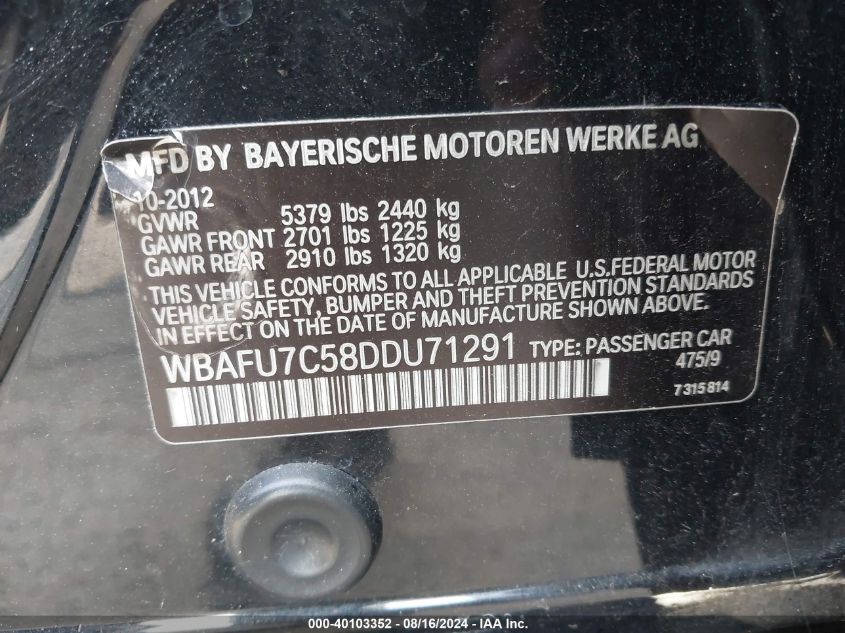 MFD BY BAYERISCHE MOTOREN WERKE AG
10-2012
GVWR 5379 lbs 2440 kg
GAWR FRONT 2701 lbs 1225 kg
GAWR REAR 2910 lbs 1320 kg
THIS VEHICLE CONFORMS TO ALL APPLICABLE U.S.FEDERAL MOTOR
VEHICLE SAFETY, BUMPER AND THEFT PREVENTION STANDARDS
IN EFFECT ON THE DATE OF MANUFACTURE SHOWN ABOVE.
WBAFU7C58DDU71291 TYPE: PASSENGER CAR
475/9
7 315 814
000-40103352 - 08/16/2024 - IAA Inc.